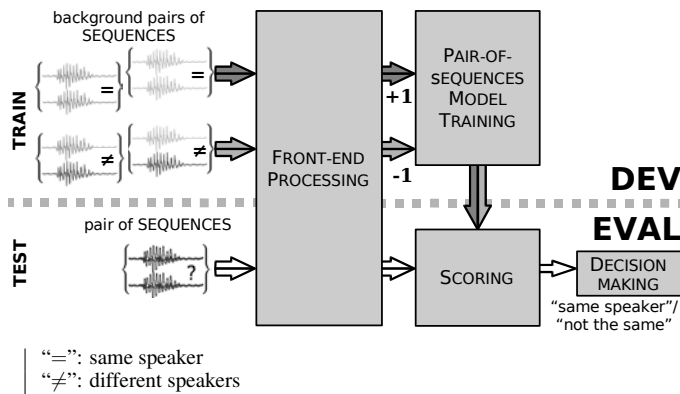 background pairs of
SEQUENCES
=
=
≠
≠
TRAIN
+1
-1
FRONT-END
PROCESSING
PAIR-OF-
SEQUENCES
MODEL
TRAINING
DEV
EVAL
pair of SEQUENCES
TEST
?
SCORING
DECISION
MAKING
“same speaker”/
“not the same”
“=”: same speaker
“≠”: different speakers